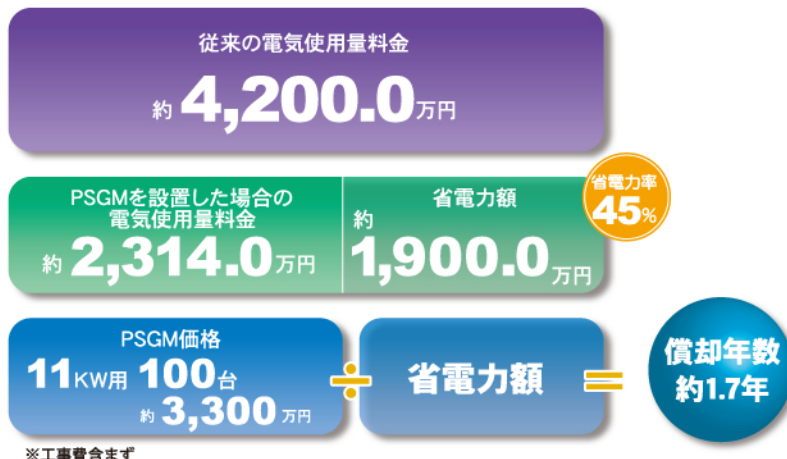 従来の電気使用量料金
約4,200.0万円
PSGMを設置した場合の
電気使用量料金
約2,314.0万円
省電力額
約1,900.0万円
省電力率
45%
PSGM価格
11KW用 100台
約3,300万円
÷
省電力額
=
償却年数
約1.7年
※工事費含まず